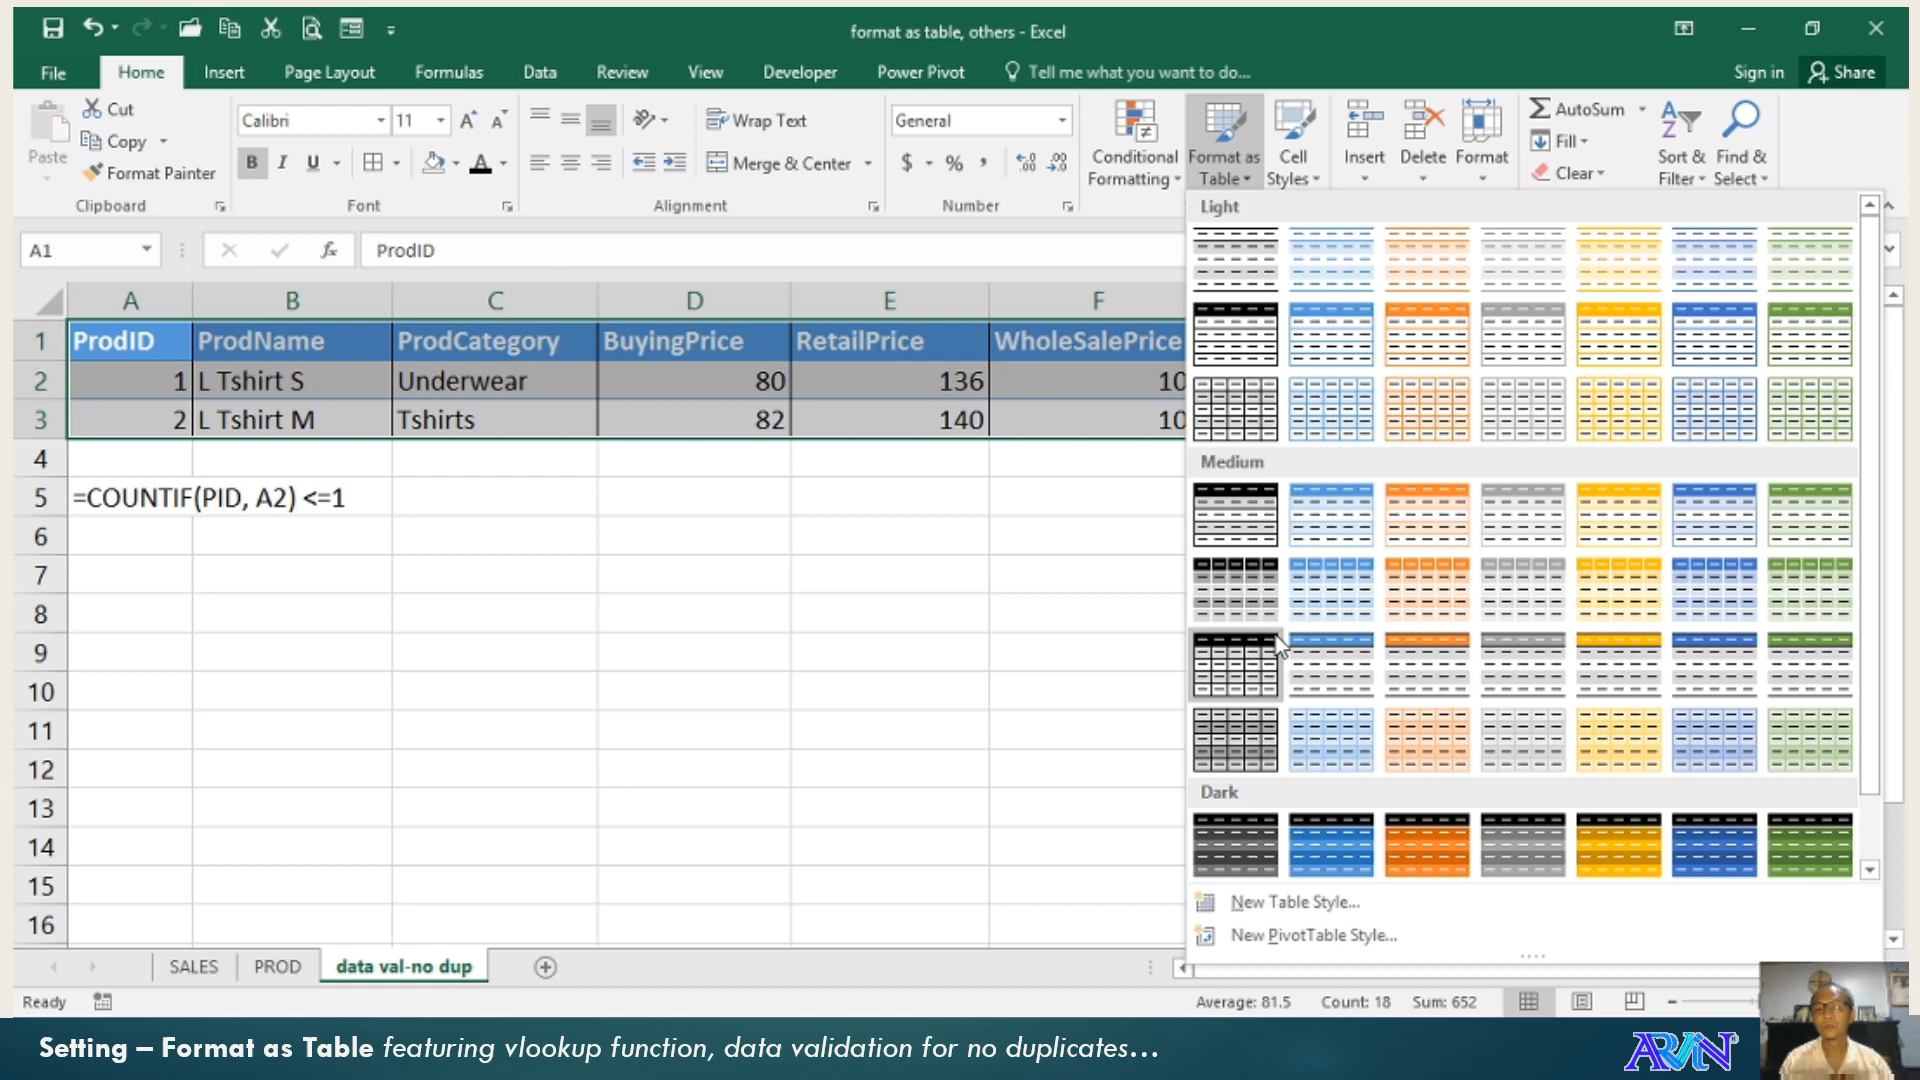 format as table, others - Excel
File Home Insert Page Layout Formulas Data Review View Developer Power Pivot Tell me what you want to do... Sign in Share
Paste
Cut
Copy
Format Painter
Clipboard
Calibri 11
B I U
Font
Wrap Text
Merge & Center
Alignment
General
$ % ,
Number
Conditional Formatting
Format as Table
Cell Styles
Insert
Delete
Format
AutoSum
Fill
Clear
Sort & Filter
Find & Select
A1 fx ProdID
A B C D E F
1 ProdID ProdName ProdCategory BuyingPrice RetailPrice WholeSalePrice
2 1 L Tshirt S Underwear 80 136 10
3 2 L Tshirt M Tshirts 82 140 10
4
5 =COUNTIF(PID, A2) <=1
6
7
8
9
10
11
12
13
14
15
16
Light
Medium
Dark
New Table Style...
New PivotTable Style...
SALES PROD data val-no dup
Ready Average: 81.5 Count: 18 Sum: 652
Setting – Format as Table featuring vlookup function, data validation for no duplicates...
ARVIN